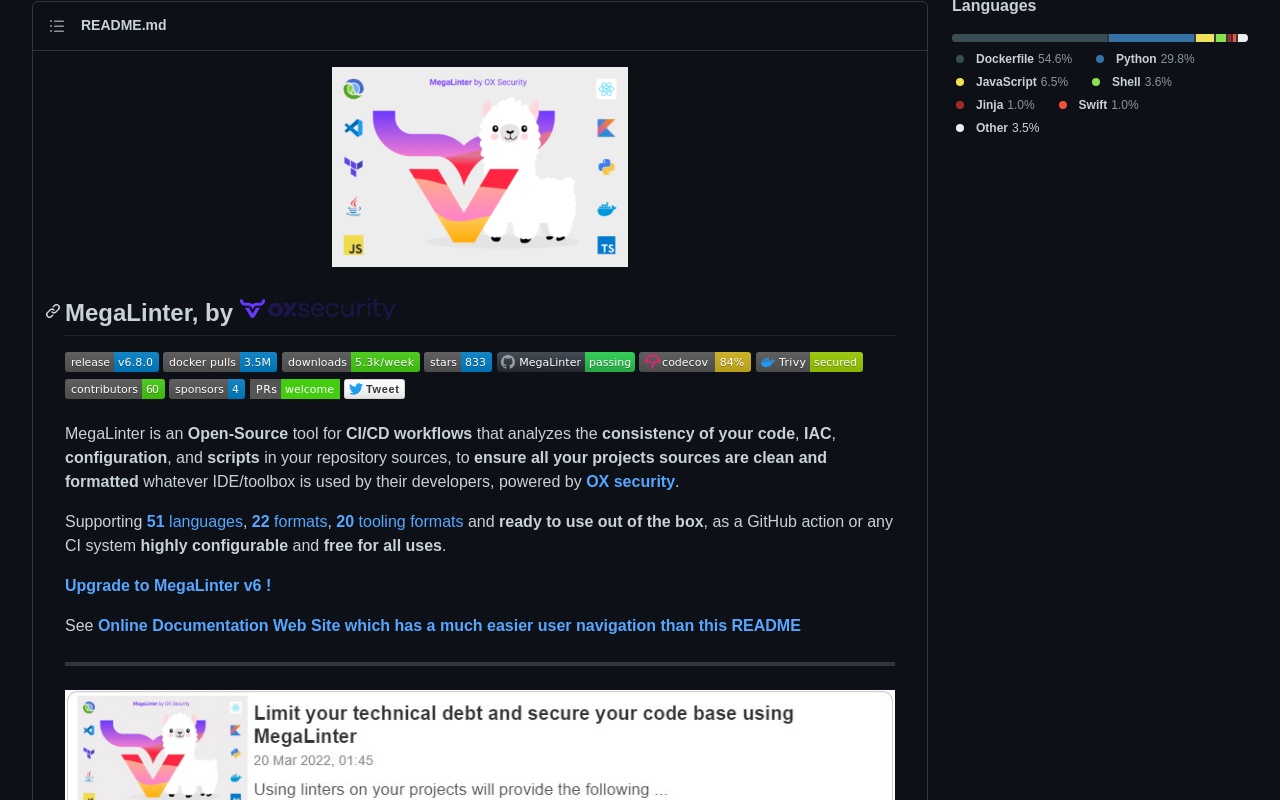 README.md
MegaLinter by OX Security
JS
TS
MegaLinter, by oxsecurity
release v6.8.0 docker pulls 3.5M downloads 5.3k/week stars 833 MegaLinter passing codecov 84% Trivy secured
contributors 60 sponsors 4 PRs welcome Tweet
MegaLinter is an Open-Source tool for CI/CD workflows that analyzes the consistency of your code, IAC,
configuration, and scripts in your repository sources, to ensure all your projects sources are clean and
formatted whatever IDE/toolbox is used by their developers, powered by OX security.
Supporting 51 languages, 22 formats, 20 tooling formats and ready to use out of the box, as a GitHub action or any
CI system highly configurable and free for all uses.
Upgrade to MegaLinter v6 !
See Online Documentation Web Site which has a much easier user navigation than this README
MegaLinter by OX Security
JS
TS
Limit your technical debt and secure your code base using
MegaLinter
20 Mar 2022, 01:45
Using linters on your projects will provide the following ...
Languages
Dockerfile 54.6% Python 29.8%
JavaScript 6.5% Shell 3.6%
Jinja 1.0% Swift 1.0%
Other 3.5%